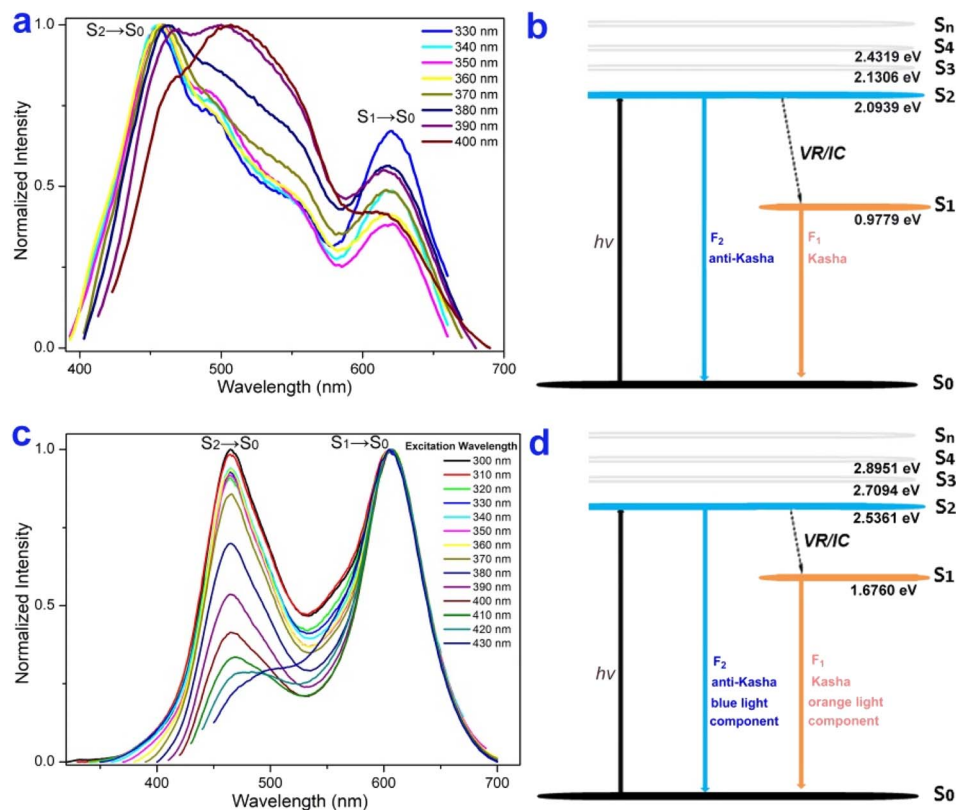 a
S₂→S₀
S₁→S₀
330 nm
340 nm
350 nm
360 nm
370 nm
380 nm
390 nm
400 nm
1.0
0.5
0.0
400
500
600
700
Normalized Intensity
Wavelength (nm)
b
Sn
S4
2.4319 eV
S3
2.1306 eV
S2
2.0939 eV
VR/IC
S1
0.9779 eV
hv
F₂
anti-Kasha
F₁
Kasha
S0
c
S₂→S₀
S₁→S₀
Excitation Wavelength
300 nm
310 nm
320 nm
330 nm
340 nm
350 nm
360 nm
370 nm
380 nm
390 nm
400 nm
410 nm
420 nm
430 nm
1.0
0.5
0.0
400
500
600
700
Normalized Intensity
Wavelength (nm)
d
Sn
S4
2.8951 eV
S3
2.7094 eV
S2
2.5361 eV
VR/IC
S1
1.6760 eV
hv
F₂
anti-Kasha
blue light
component
F₁
Kasha
orange light
component
S0